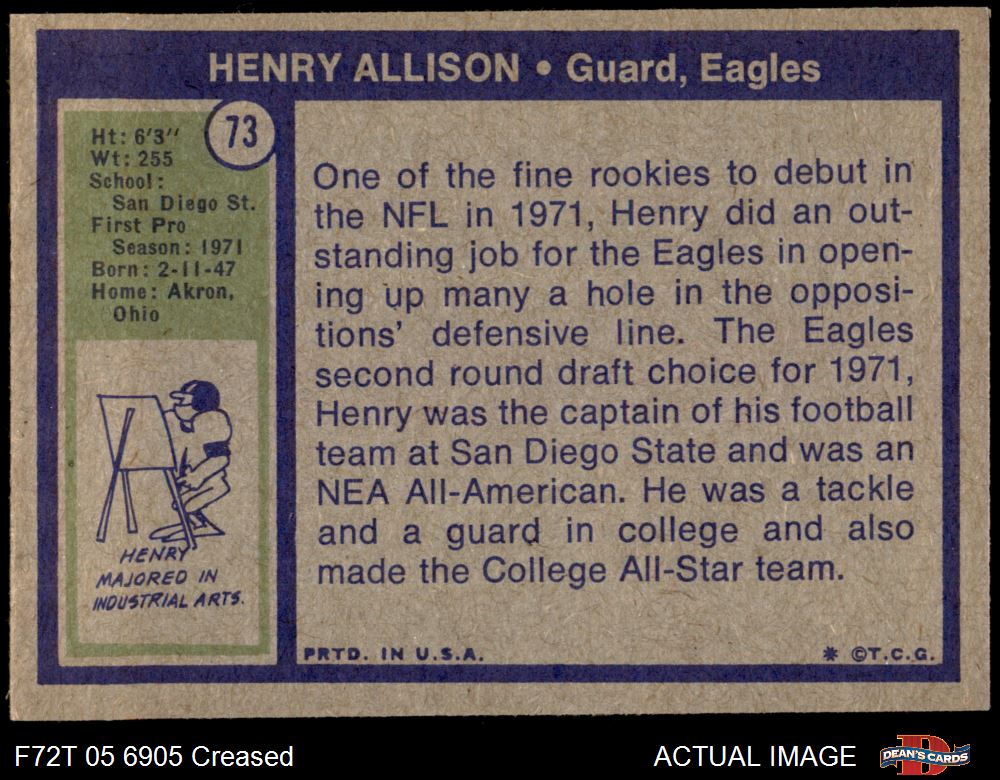 HENRY ALLISON • Guard, Eagles
73
Ht: 6'3''
Wt: 255
School:
San Diego St.
First Pro
Season: 1971
Born: 2-11-47
Home: Akron,
Ohio
HENRY
MAJORED IN
INDUSTRIAL ARTS.
One of the fine rookies to debut in
the NFL in 1971, Henry did an out-
standing job for the Eagles in open-
ing up many a hole in the opposi-
tions' defensive line. The Eagles
second round draft choice for 1971,
Henry was the captain of his football
team at San Diego State and was an
NEA All-American. He was a tackle
and a guard in college and also
made the College All-Star team.
PRTD. IN U.S.A.
* ©T.C.G.
F72T 05 6905 Creased
ACTUAL IMAGE
DEAN'S CARDS